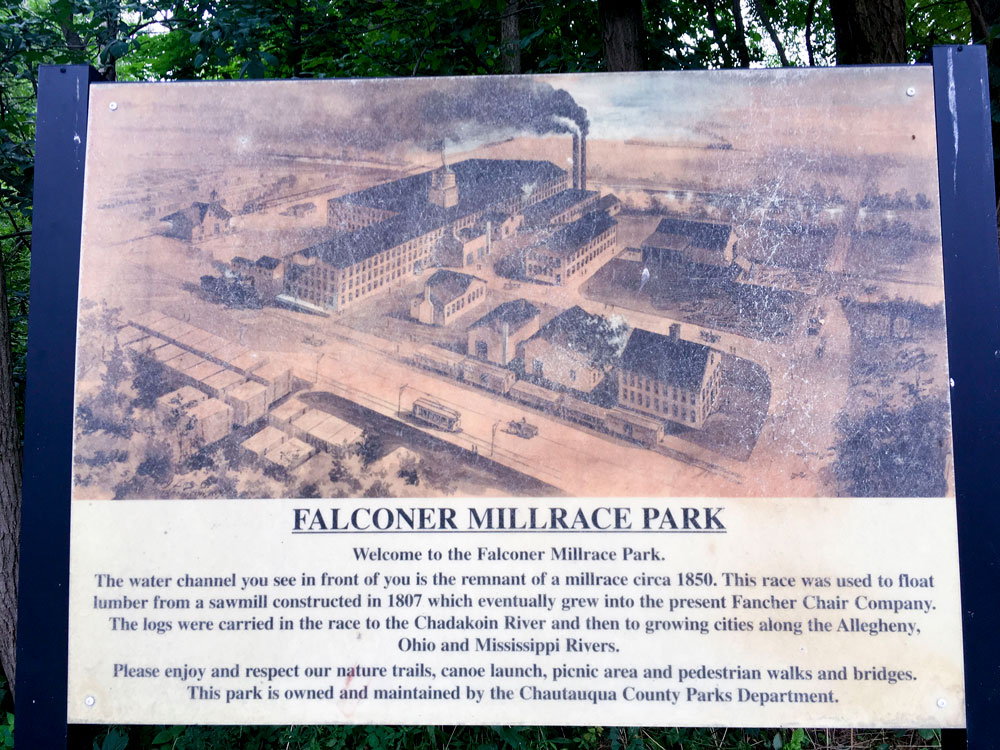 FALCONER MILLRACE PARK
Welcome to the Falconer Millrace Park.
The water channel you see in front of you is the remnant of a millrace circa 1850. This race was used to float
lumber from a sawmill constructed in 1807 which eventually grew into the present Fancher Chair Company.
The logs were carried in the race to the Chadakoin River and then to growing cities along the Allegheny,
Ohio and Mississippi Rivers.
Please enjoy and respect our nature trails, canoe launch, picnic area and pedestrian walks and bridges.
This park is owned and maintained by the Chautauqua County Parks Department.